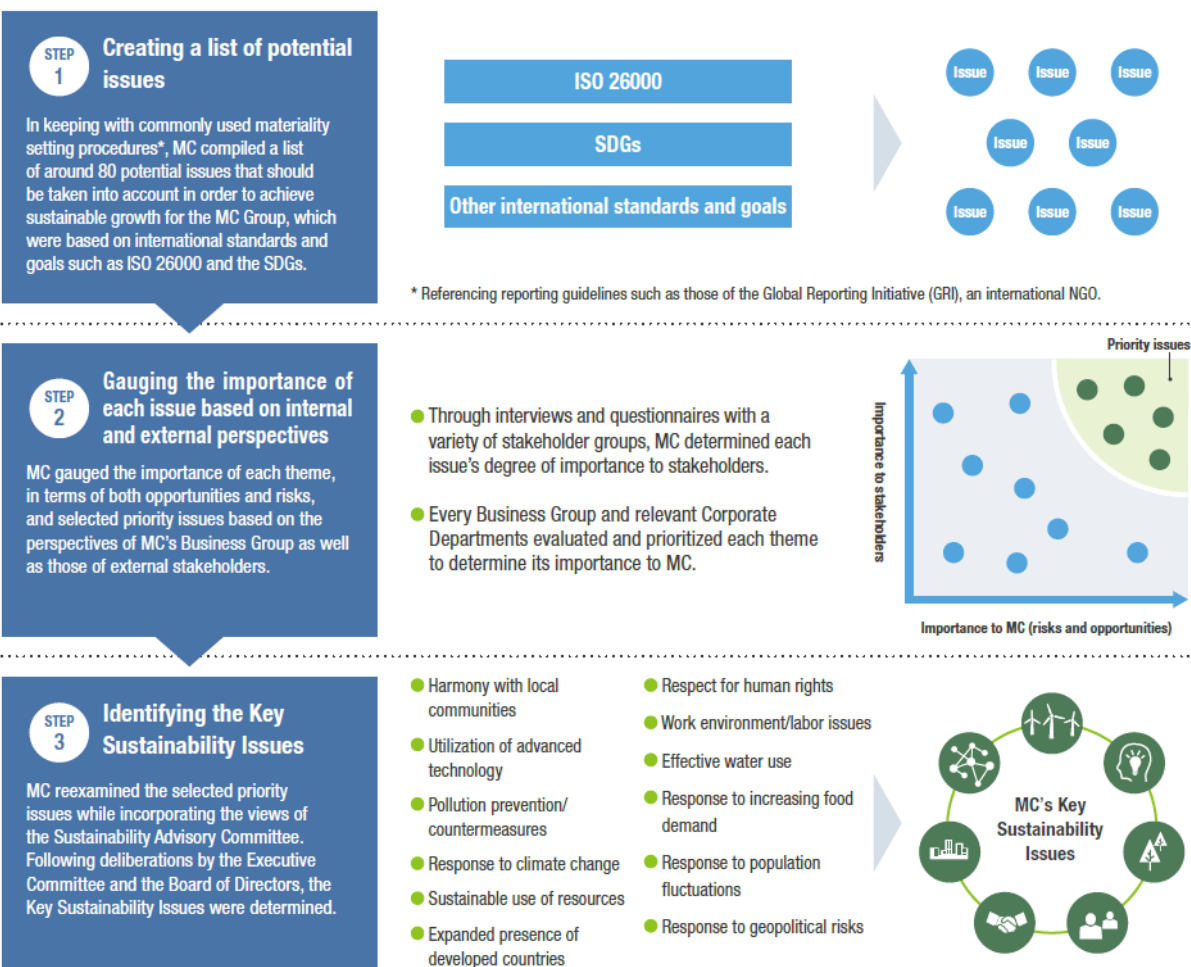 STEP
1
Creating a list of potential
issues
In keeping with commonly used materiality
setting procedures*, MC compiled a list
of around 80 potential issues that should
be taken into account in order to achieve
sustainable growth for the MC Group, which
were based on international standards and
goals such as ISO 26000 and the SDGs.
ISO 26000
SDGs
Other international standards and goals
Issue Issue Issue
Issue Issue
Issue Issue Issue
* Referencing reporting guidelines such as those of the Global Reporting Initiative (GRI), an international NGO.
STEP
2
Gauging the importance of
each issue based on internal
and external perspectives
MC gauged the importance of each theme,
in terms of both opportunities and risks,
and selected priority issues based on the
perspectives of MC's Business Group as well
as those of external stakeholders.
Through interviews and questionnaires with a
variety of stakeholder groups, MC determined each
issue's degree of importance to stakeholders.
Every Business Group and relevant Corporate
Departments evaluated and prioritized each theme
to determine its importance to MC.
Priority issues
Importance to stakeholders
Importance to MC (risks and opportunities)
STEP
3
Identifying the Key
Sustainability Issues
MC reexamined the selected priority
issues while incorporating the views of
the Sustainability Advisory Committee.
Following deliberations by the Executive
Committee and the Board of Directors, the
Key Sustainability Issues were determined.
Harmony with local
communities
Utilization of advanced
technology
Pollution prevention/
countermeasures
Response to climate change
Sustainable use of resources
Expanded presence of
developed countries
Respect for human rights
Work environment/labor issues
Effective water use
Response to increasing food
demand
Response to population
fluctuations
Response to geopolitical risks
MC's Key
Sustainability
Issues